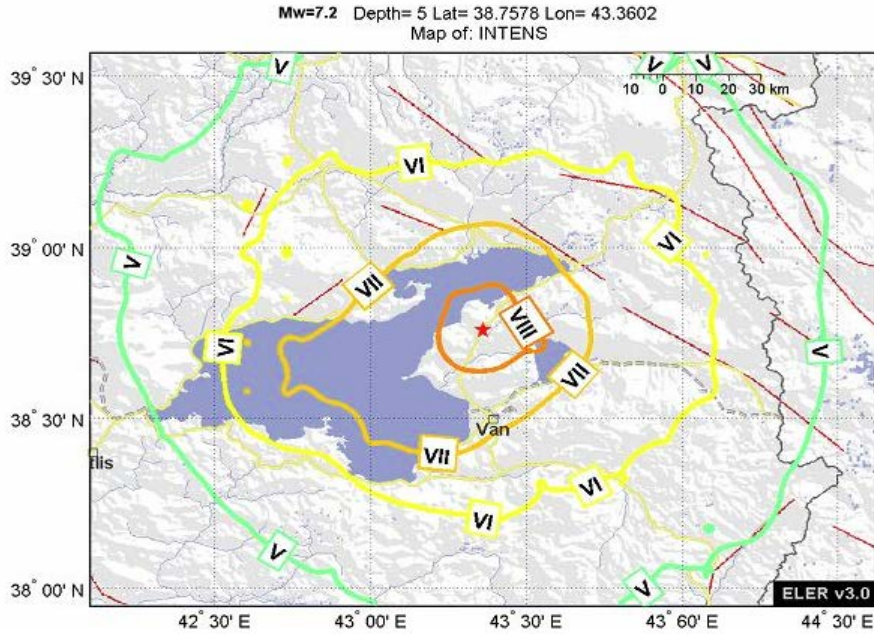 Mw=7.2 Depth= 5 Lat= 38.7578 Lon= 43.3602
Map of: INTENS
39° 30' N
39° 00' N
38° 30' N
38° 00' N
V
V
V
10 0 10 20 30 km
VI
VI
V
VII
VIII
VI
V
VII
Van
VII
tlis
VI
VI
V
V
ELER v3.0
42° 30' E
43° 00' E
43° 30' E
43° 60' E
44° 30' E